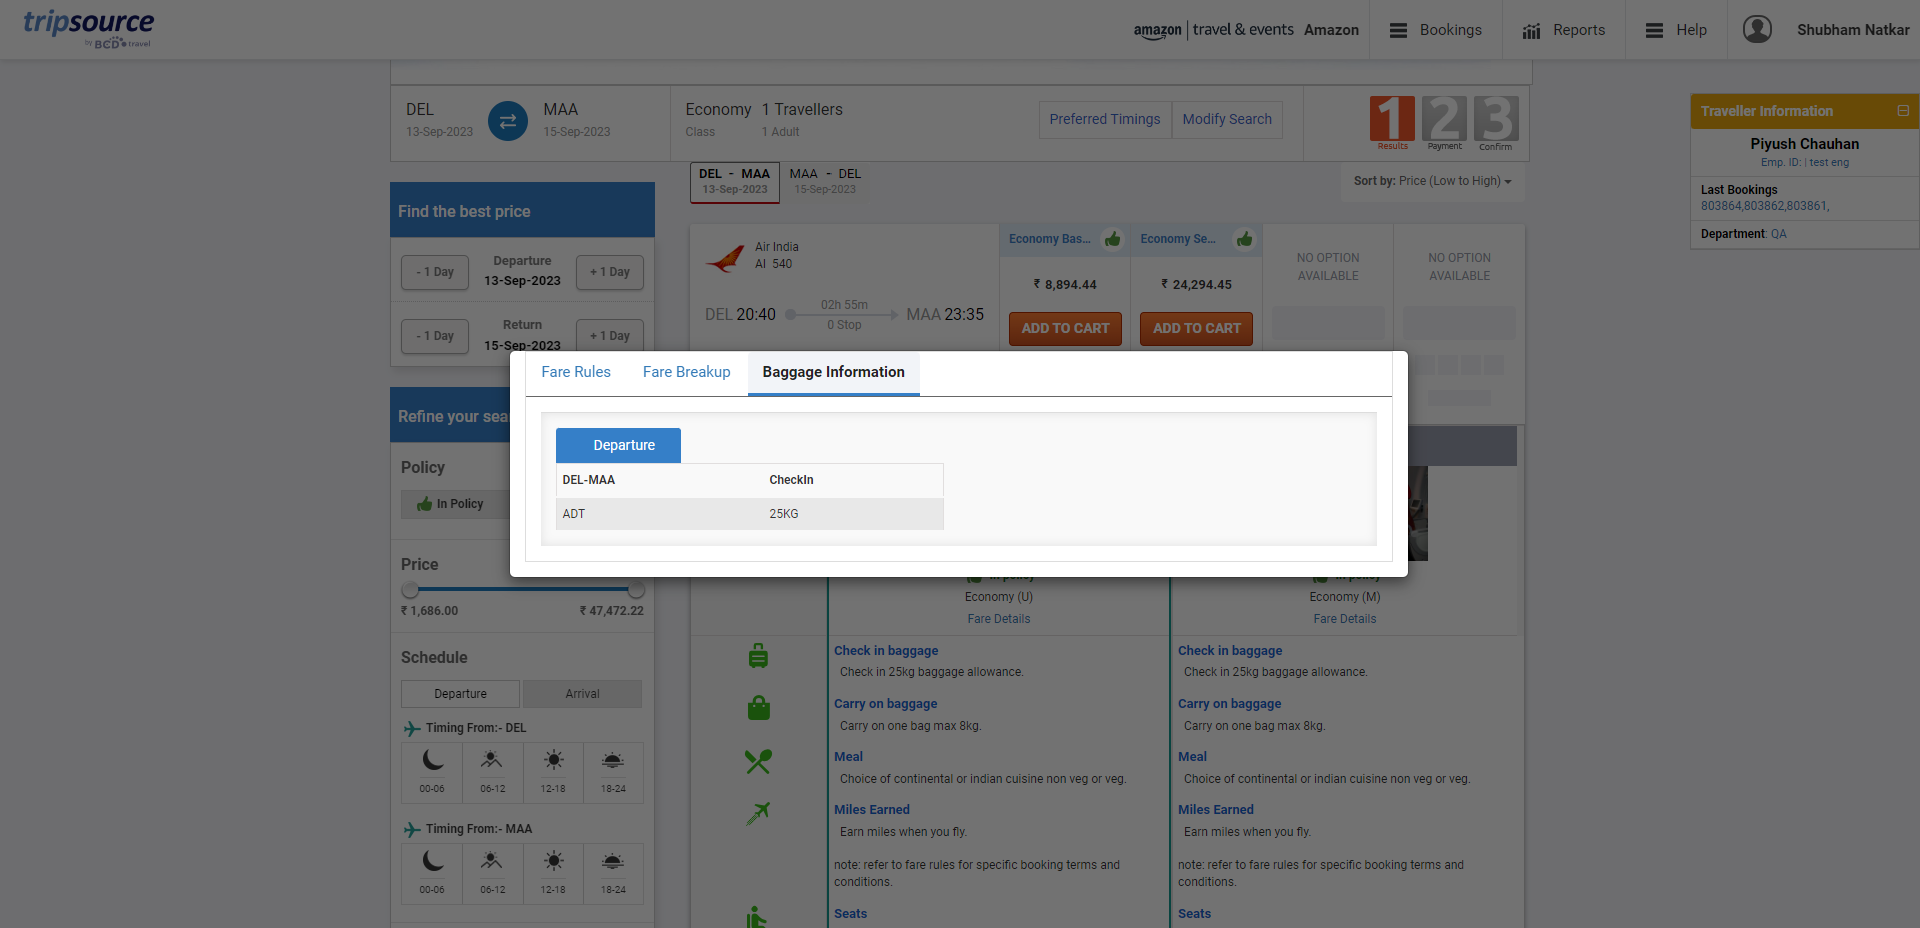 tripsource
by BCD travel
amazon | travel & events Amazon
Bookings
Reports
Help
Shubham Natkar
DEL
13-Sep-2023
MAA
15-Sep-2023
Economy
Class
1 Travellers
1 Adult
Preferred Timings
Modify Search
1 2 3
Results Payment Confirm
Traveller Information
Piyush Chauhan
Emp. ID: | test eng
Last Bookings
803864,803862,803861,
Department: QA
DEL - MAA
13-Sep-2023
MAA - DEL
15-Sep-2023
Sort by: Price (Low to High)
Find the best price
- 1 Day
Departure
13-Sep-2023
+ 1 Day
- 1 Day
Return
15-Sep-2023
+ 1 Day
Air India
AI 540
DEL 20:40
02h 55m
0 Stop
MAA 23:35
Economy Bas...
₹ 8,894.44
ADD TO CART
Economy Se...
₹ 24,294.45
ADD TO CART
NO OPTION
AVAILABLE
NO OPTION
AVAILABLE
Fare Rules
Fare Breakup
Baggage Information
Departure
DEL-MAA CheckIn
ADT 25KG
Refine your sea
Policy
In Policy
Price
₹ 1,686.00
₹ 47,472.22
Schedule
Departure
Arrival
Timing From:- DEL
00-06 06-12 12-18 18-24
Timing From:- MAA
00-06 06-12 12-18 18-24
In policy
Economy (U)
Fare Details
In policy
Economy (M)
Fare Details
Check in baggage
Check in 25kg baggage allowance.
Carry on baggage
Carry on one bag max 8kg.
Meal
Choice of continental or indian cuisine non veg or veg.
Miles Earned
Earn miles when you fly.
note: refer to fare rules for specific booking terms and
conditions.
Seats
Check in baggage
Check in 25kg baggage allowance.
Carry on baggage
Carry on one bag max 8kg.
Meal
Choice of continental or indian cuisine non veg or veg.
Miles Earned
Earn miles when you fly.
note: refer to fare rules for specific booking terms and
conditions.
Seats